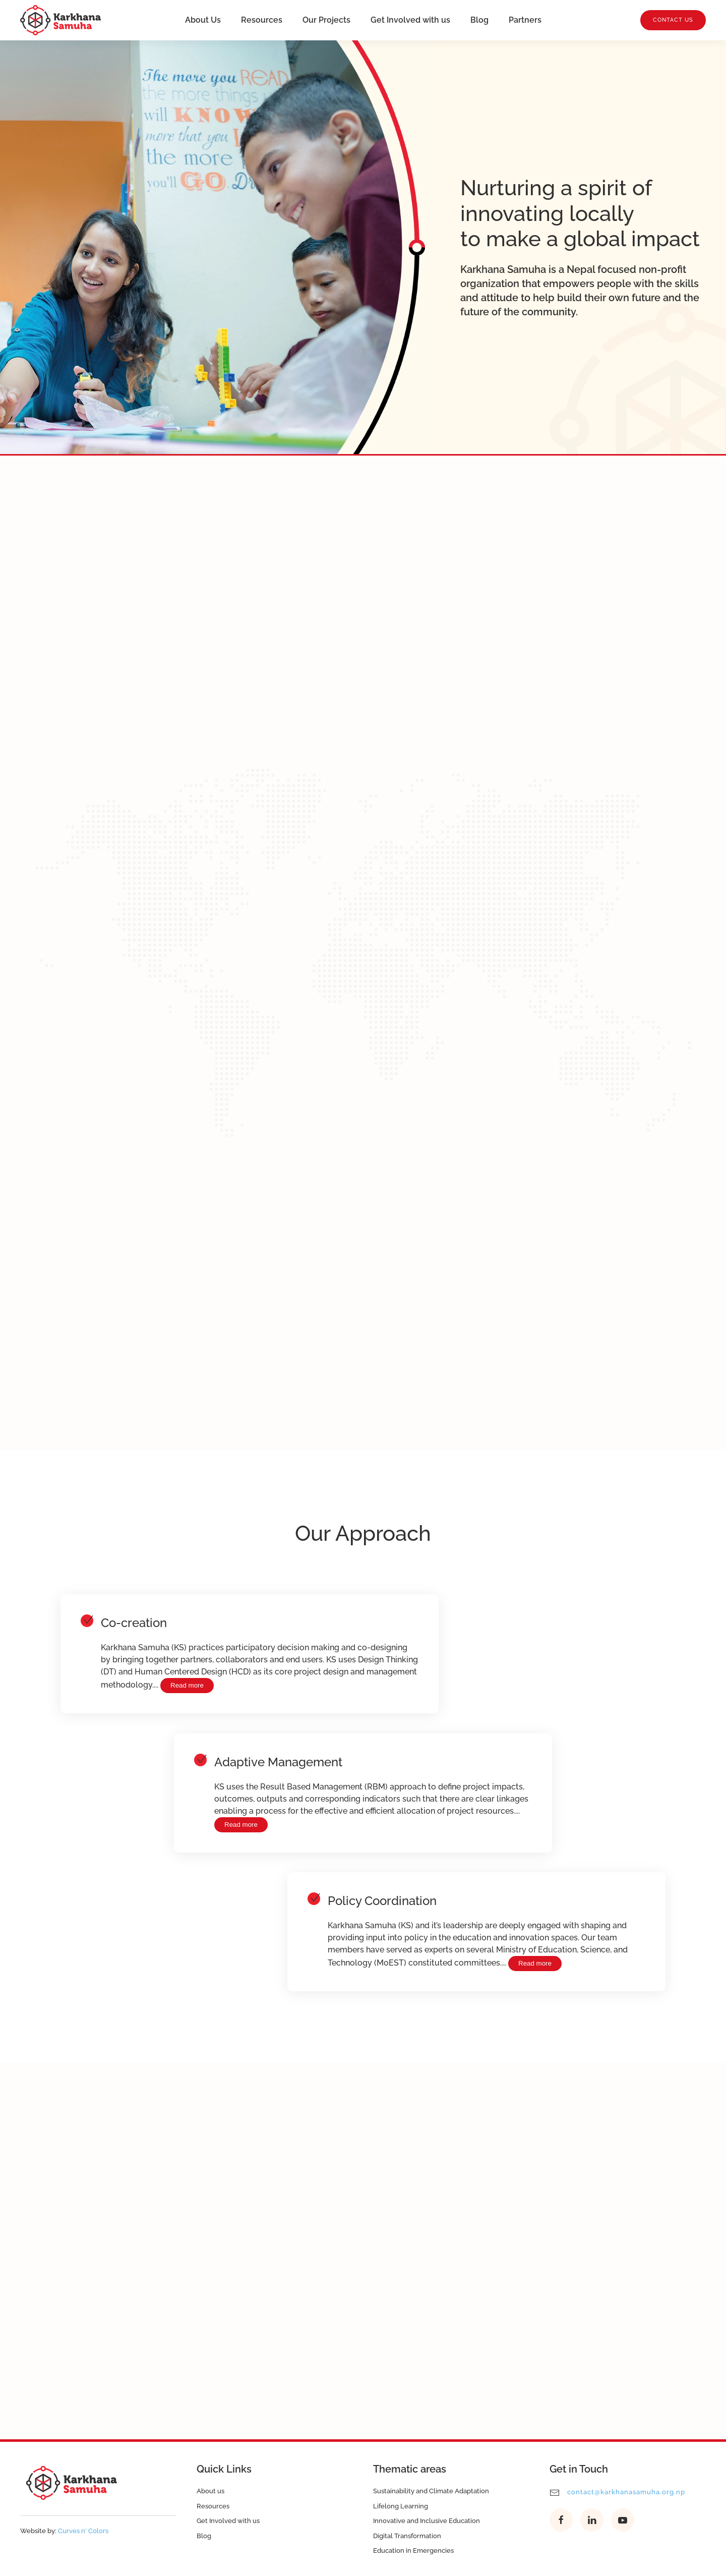 Karkhana
Samuha
About Us
Resources
Our Projects
Get Involved with us
Blog
Partners
CONTACT US
The more you READ
the more things you
will KNOW
more that you
the more
you'll GO
Nurturing a spirit of
innovating locally
to make a global impact
Karkhana Samuha is a Nepal focused non-profit
organization that empowers people with the skills
and attitude to help build their own future and the
future of the community.
Our Approach
Co-creation
Karkhana Samuha (KS) practices participatory decision making and co-designing
by bringing together partners, collaborators and end users. KS uses Design Thinking
(DT) and Human Centered Design (HCD) as its core project design and management
methodology.... Read more
Adaptive Management
KS uses the Result Based Management (RBM) approach to define project impacts,
outcomes, outputs and corresponding indicators such that there are clear linkages
enabling a process for the effective and efficient allocation of project resources....
Read more
Policy Coordination
Karkhana Samuha (KS) and it's leadership are deeply engaged with shaping and
providing input into policy in the education and innovation spaces. Our team
members have served as experts on several Ministry of Education, Science, and
Technology (MoEST) constituted committees.... Read more
Karkhana
Samuha
Website by: Curves n' Colors
Quick Links
About us
Resources
Get Involved with us
Blog
Thematic areas
Sustainability and Climate Adaptation
Lifelong Learning
Innovative and Inclusive Education
Digital Transformation
Education in Emergencies
Get in Touch
contact@karkhanasamuha.org.np